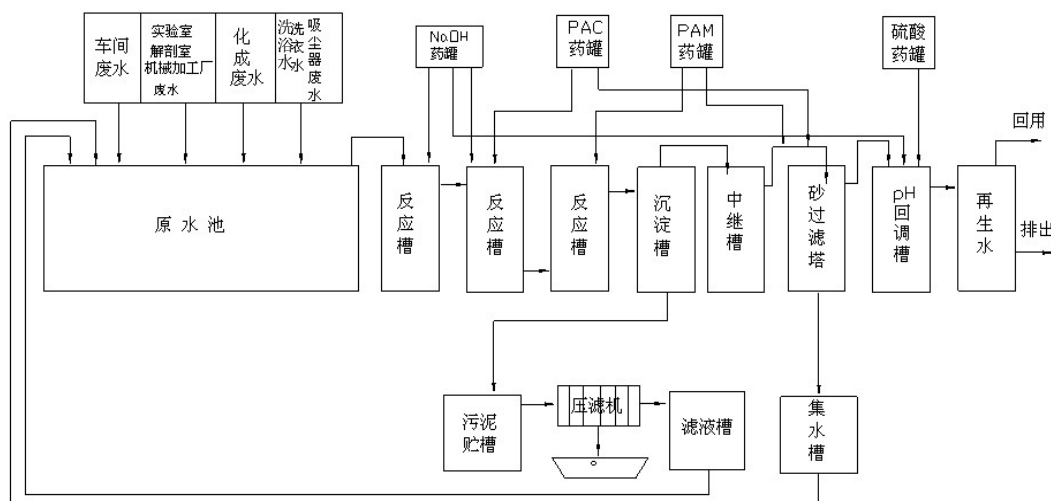 车间
废水
实验室
解剖室
机械加工厂
废水
化成废水
洗浴水
洗衣水
吸尘器废水
NaOH
药罐
PAC
药罐
PAM
药罐
硫酸
药罐
回用
原水池
反应槽
反应槽
反应槽
沉淀槽
中继槽
砂过滤塔
pH回调槽
再生水
排出
污泥
贮槽
压滤机
滤液槽
集水槽